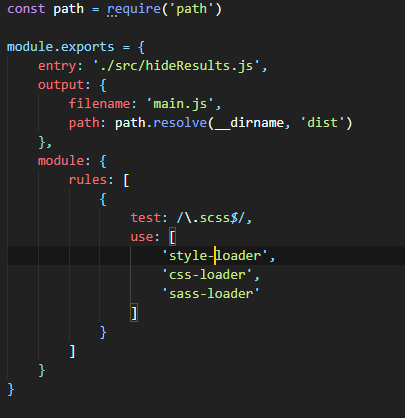 const path = require('path')
module.exports = {
    entry: './src/hideResults.js',
    output: {
        filename: 'main.js',
        path: path.resolve(__dirname, 'dist')
    },
    module: {
        rules: [
            {
                test: /\.scss$/,
                use: [
                    'style-loader',
                    'css-loader',
                    'sass-loader'
                ]
            }
        ]
    }
}